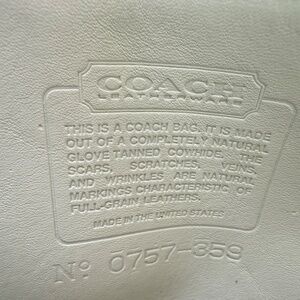 COACH
LEATHERWARE
THIS IS A COACH BAG. IT IS MADE
OUT OF A COMPLETELY NATURAL
GLOVE TANNED COWHIDE. THE
SCARS, SCRATCHES, VEINS,
AND WRINKLES ARE NATURAL
MARKINGS CHARACTERISTIC OF
FULL-GRAIN LEATHERS.
MADE IN THE UNITED STATES
Nº 0757-359